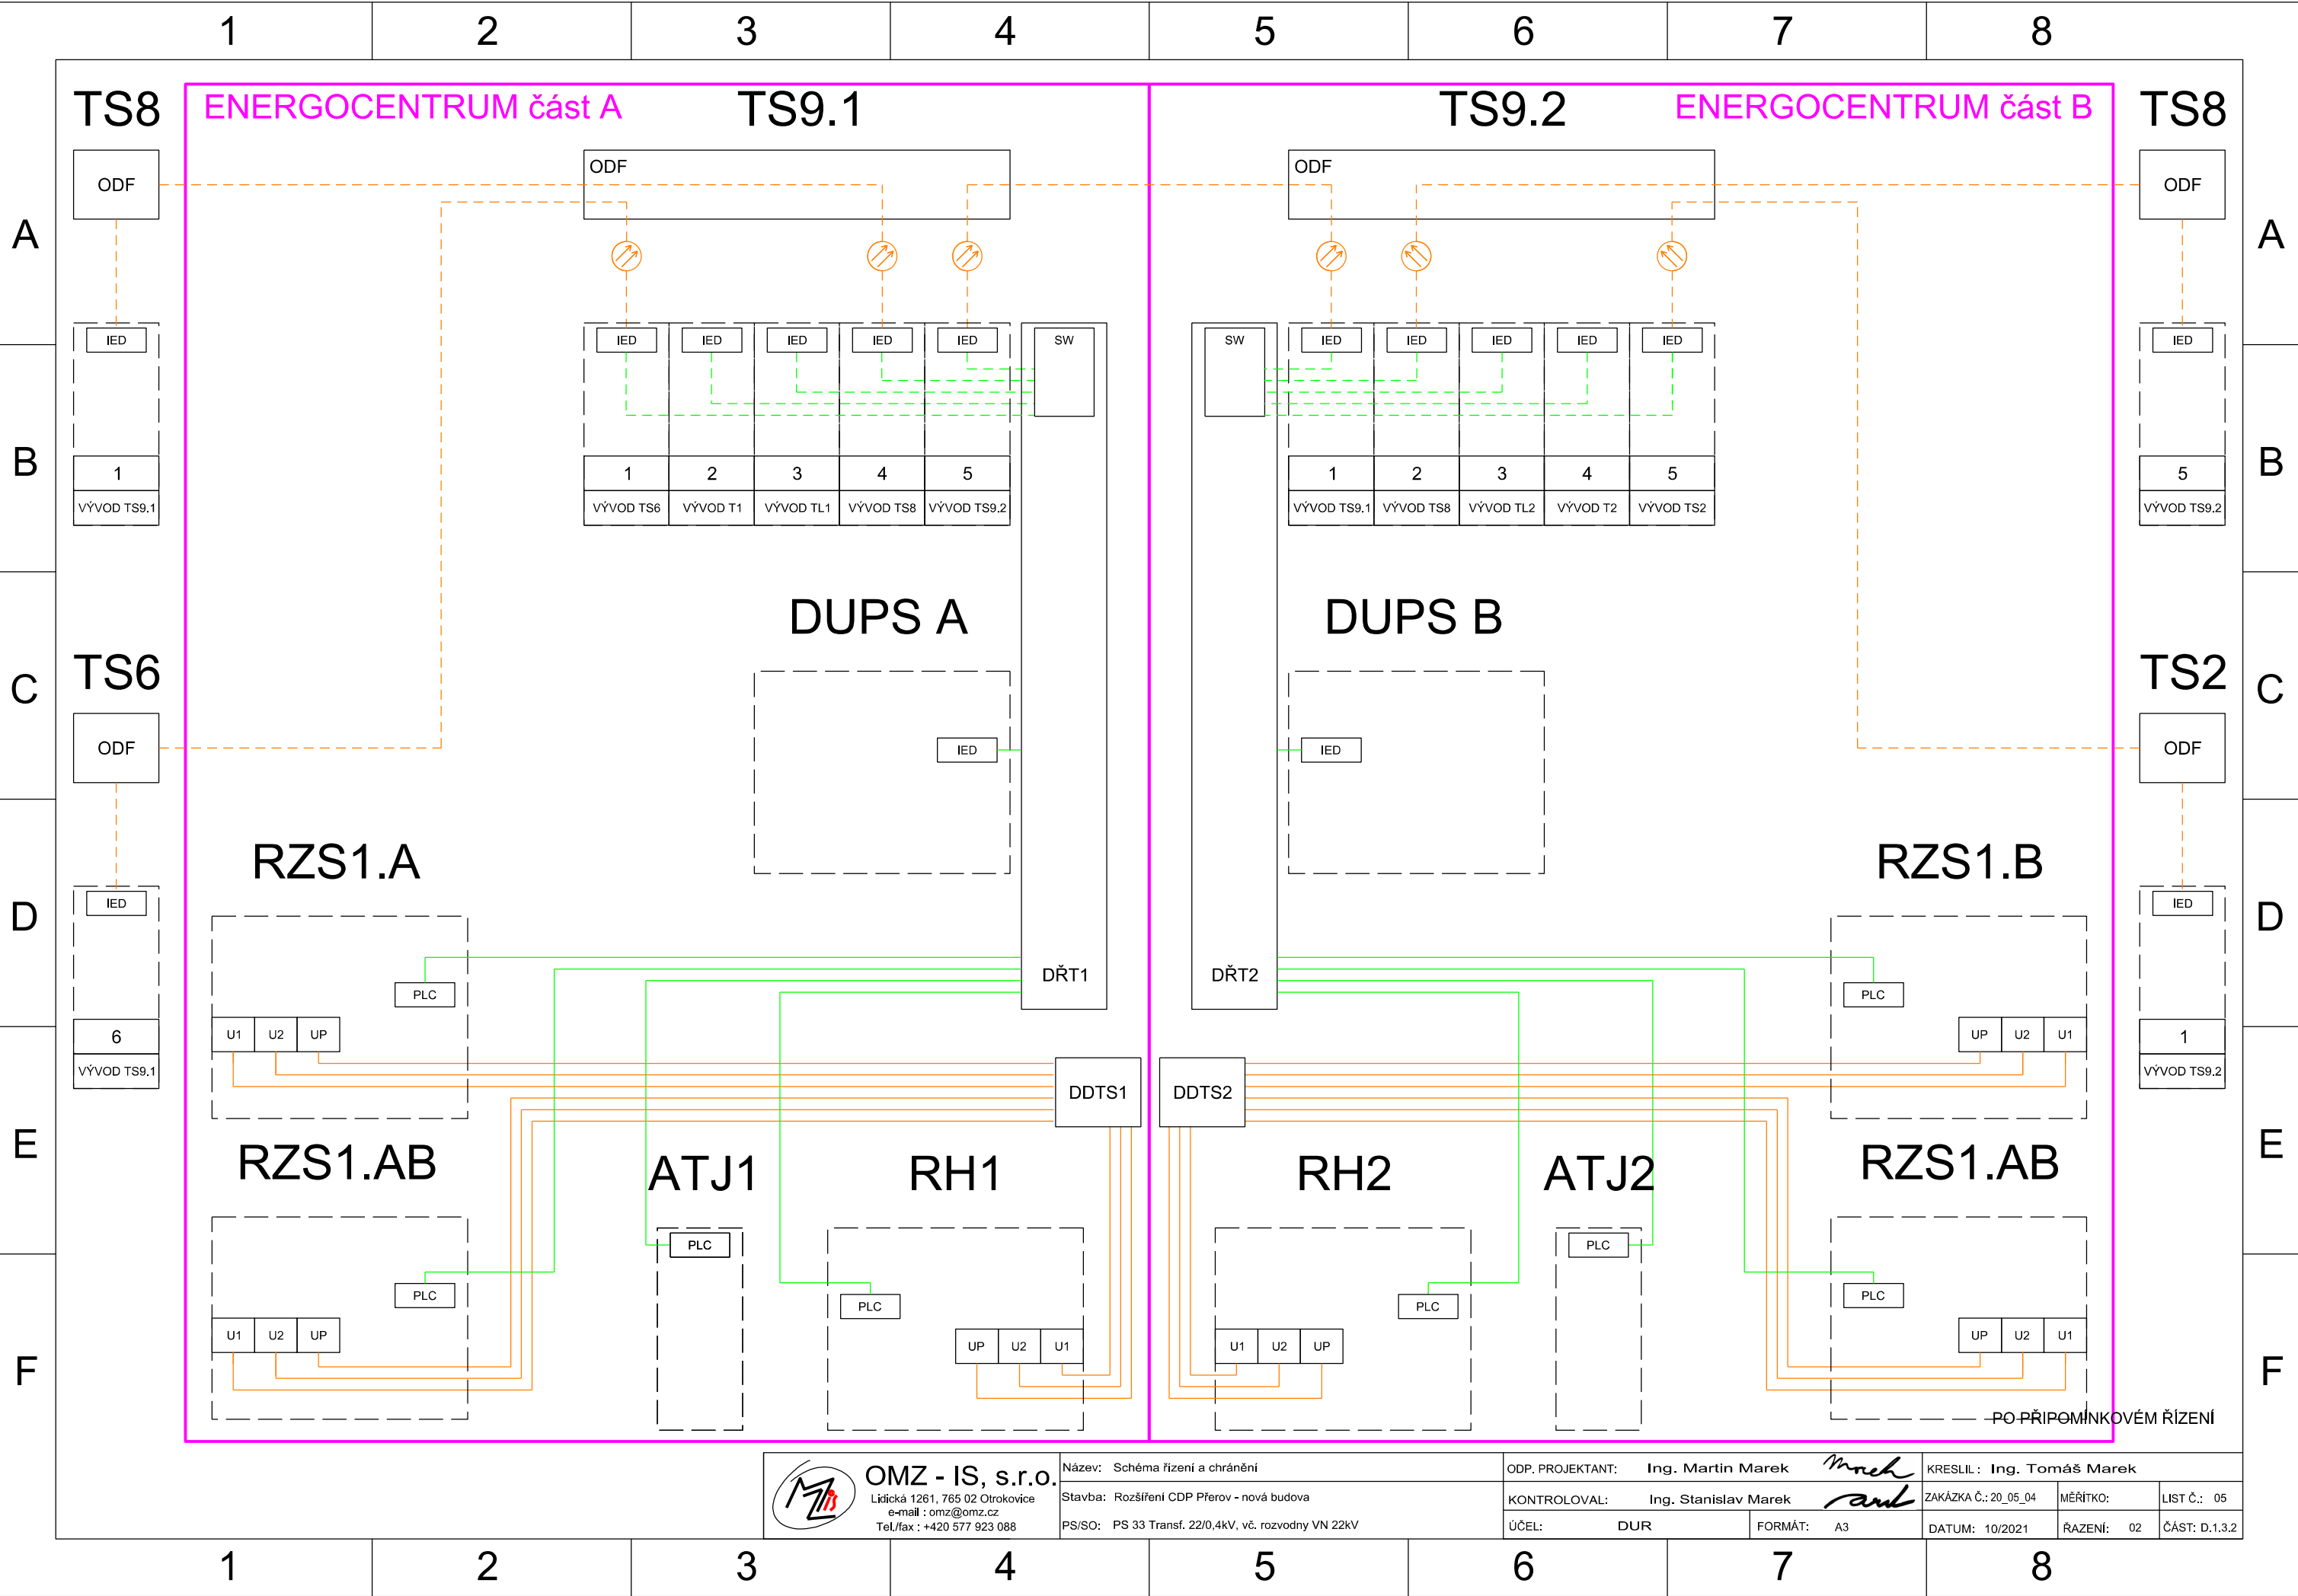 1 2 3 4 5 6 7 8
TS8 ENERGOCENTRUM část A TS9.1 TS9.2 ENERGOCENTRUM část B TS8
ODF ODF ODF ODF
A A
IED IED IED IED IED IED SW SW IED IED IED IED IED IED
B 1 1 2 3 4 5 1 2 3 4 5 5 B
VÝVOD TS9.1 VÝVOD TS6 VÝVOD T1 VÝVOD TL1 VÝVOD TS8 VÝVOD TS9.2 VÝVOD TS9.1 VÝVOD TS8 VÝVOD TL2 VÝVOD T2 VÝVOD TS2 VÝVOD TS9.2
DUPS A DUPS B
TS6 TS2
C C
ODF IED IED ODF
RZS1.A RZS1.B
IED IED
D D
DŘT1 DŘT2
PLC PLC
U1 U2 UP UP U2 U1
6 1
VÝVOD TS9.1 VÝVOD TS9.2
DDTS1 DDTS2
E E
RZS1.AB ATJ1 RH1 RH2 ATJ2 RZS1.AB
PLC PLC
PLC PLC PLC PLC
U1 U2 UP UP U2 U1 U1 U2 UP UP U2 U1
F F
PO PŘIPOMÍNKOVÉM ŘÍZENÍ
OMZ - IS, s.r.o.
Lidická 1261, 765 02 Otrokovice
e-mail : omz@omz.cz
Tel./fax : +420 577 923 088
Název: Schéma řízení a chránění
Stavba: Rozšíření CDP Přerov - nová budova
PS/SO: PS 33 Transf. 22/0,4kV, vč. rozvodny VN 22kV
ODP. PROJEKTANT: Ing. Martin Marek
KONTROLOVAL: Ing. Stanislav Marek
ÚČEL: DUR FORMÁT: A3
KRESLIL: Ing. Tomáš Marek
ZAKÁZKA Č.: 20_05_04 MĚŘÍTKO: LIST Č.: 05
DATUM: 10/2021 ŘAZENÍ: 02 ČÁST: D.1.3.2
1 2 3 4 5 6 7 8